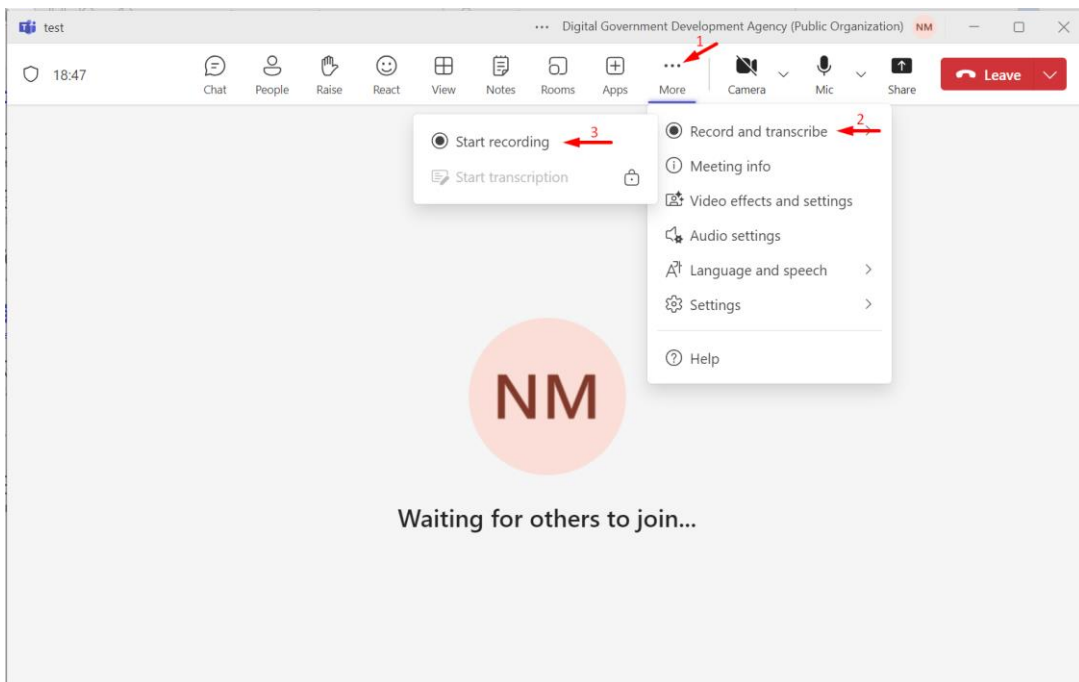 test
... Digital Government Development Agency (Public Organization) NM
1
18:47
Chat People Raise React View Notes Rooms Apps More Camera Mic Share Leave
Start recording 3
Start transcription
Record and transcribe 2
Meeting info
Video effects and settings
Audio settings
Language and speech
Settings
Help
NM
Waiting for others to join...